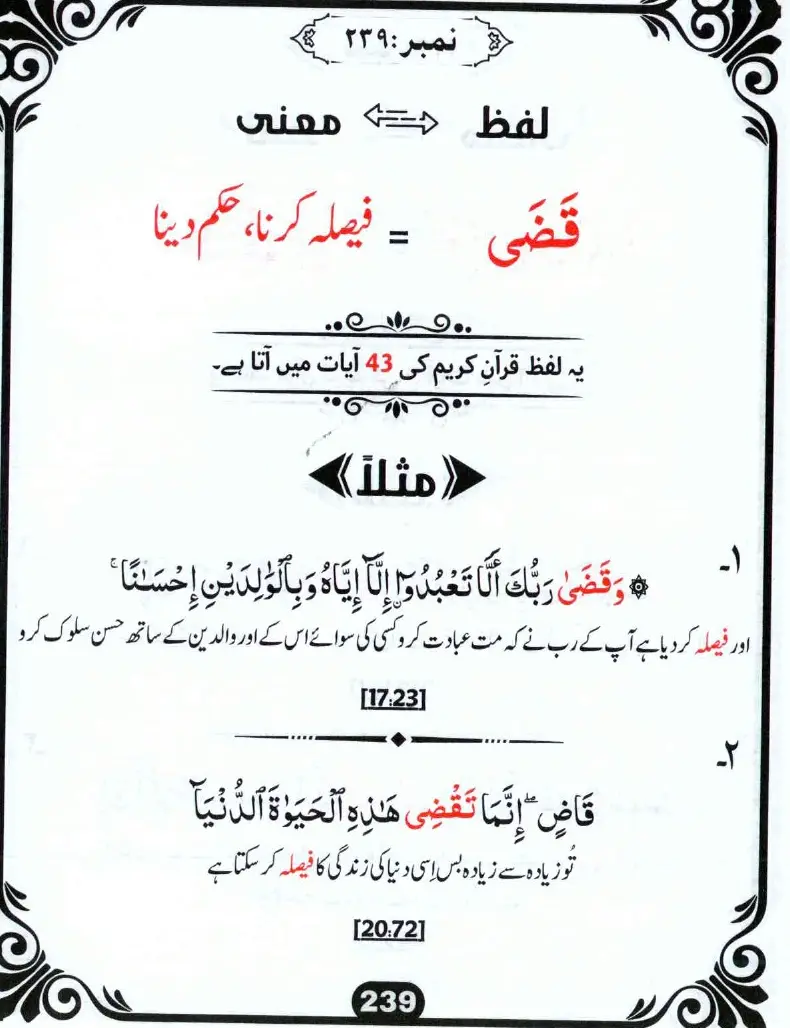 نمبر: ۲۳۹
لفظ ⇐⇒ معنی
قَضَی = فیصلہ کرنا، حکم دینا
یہ لفظ قرآنِ کریم کی 43 آیات میں آتا ہے۔
مثلاً
۱۔
۞ وَقَضَىٰ رَبُّكَ أَلَّا تَعْبُدُوٓا۟ إِلَّآ إِيَّاهُ وَبِٱلْوَٰلِدَيْنِ إِحْسَـٰنًا ۚ
اور فیصلہ کر دیا ہے آپ کے رب نے کہ مت عبادت کرو کسی کی سوائے اس کے اور والدین کے ساتھ حسن سلوک کرو
[17:23]
۲۔
قَاضٍ ۖ إِنَّمَا تَقْضِى هَـٰذِهِ ٱلْحَيَوٰةَ ٱلدُّنْيَآ
تُو زیادہ سے زیادہ بس اِسی دنیا کی زندگی کا فیصلہ کر سکتا ہے
[20:72]
239